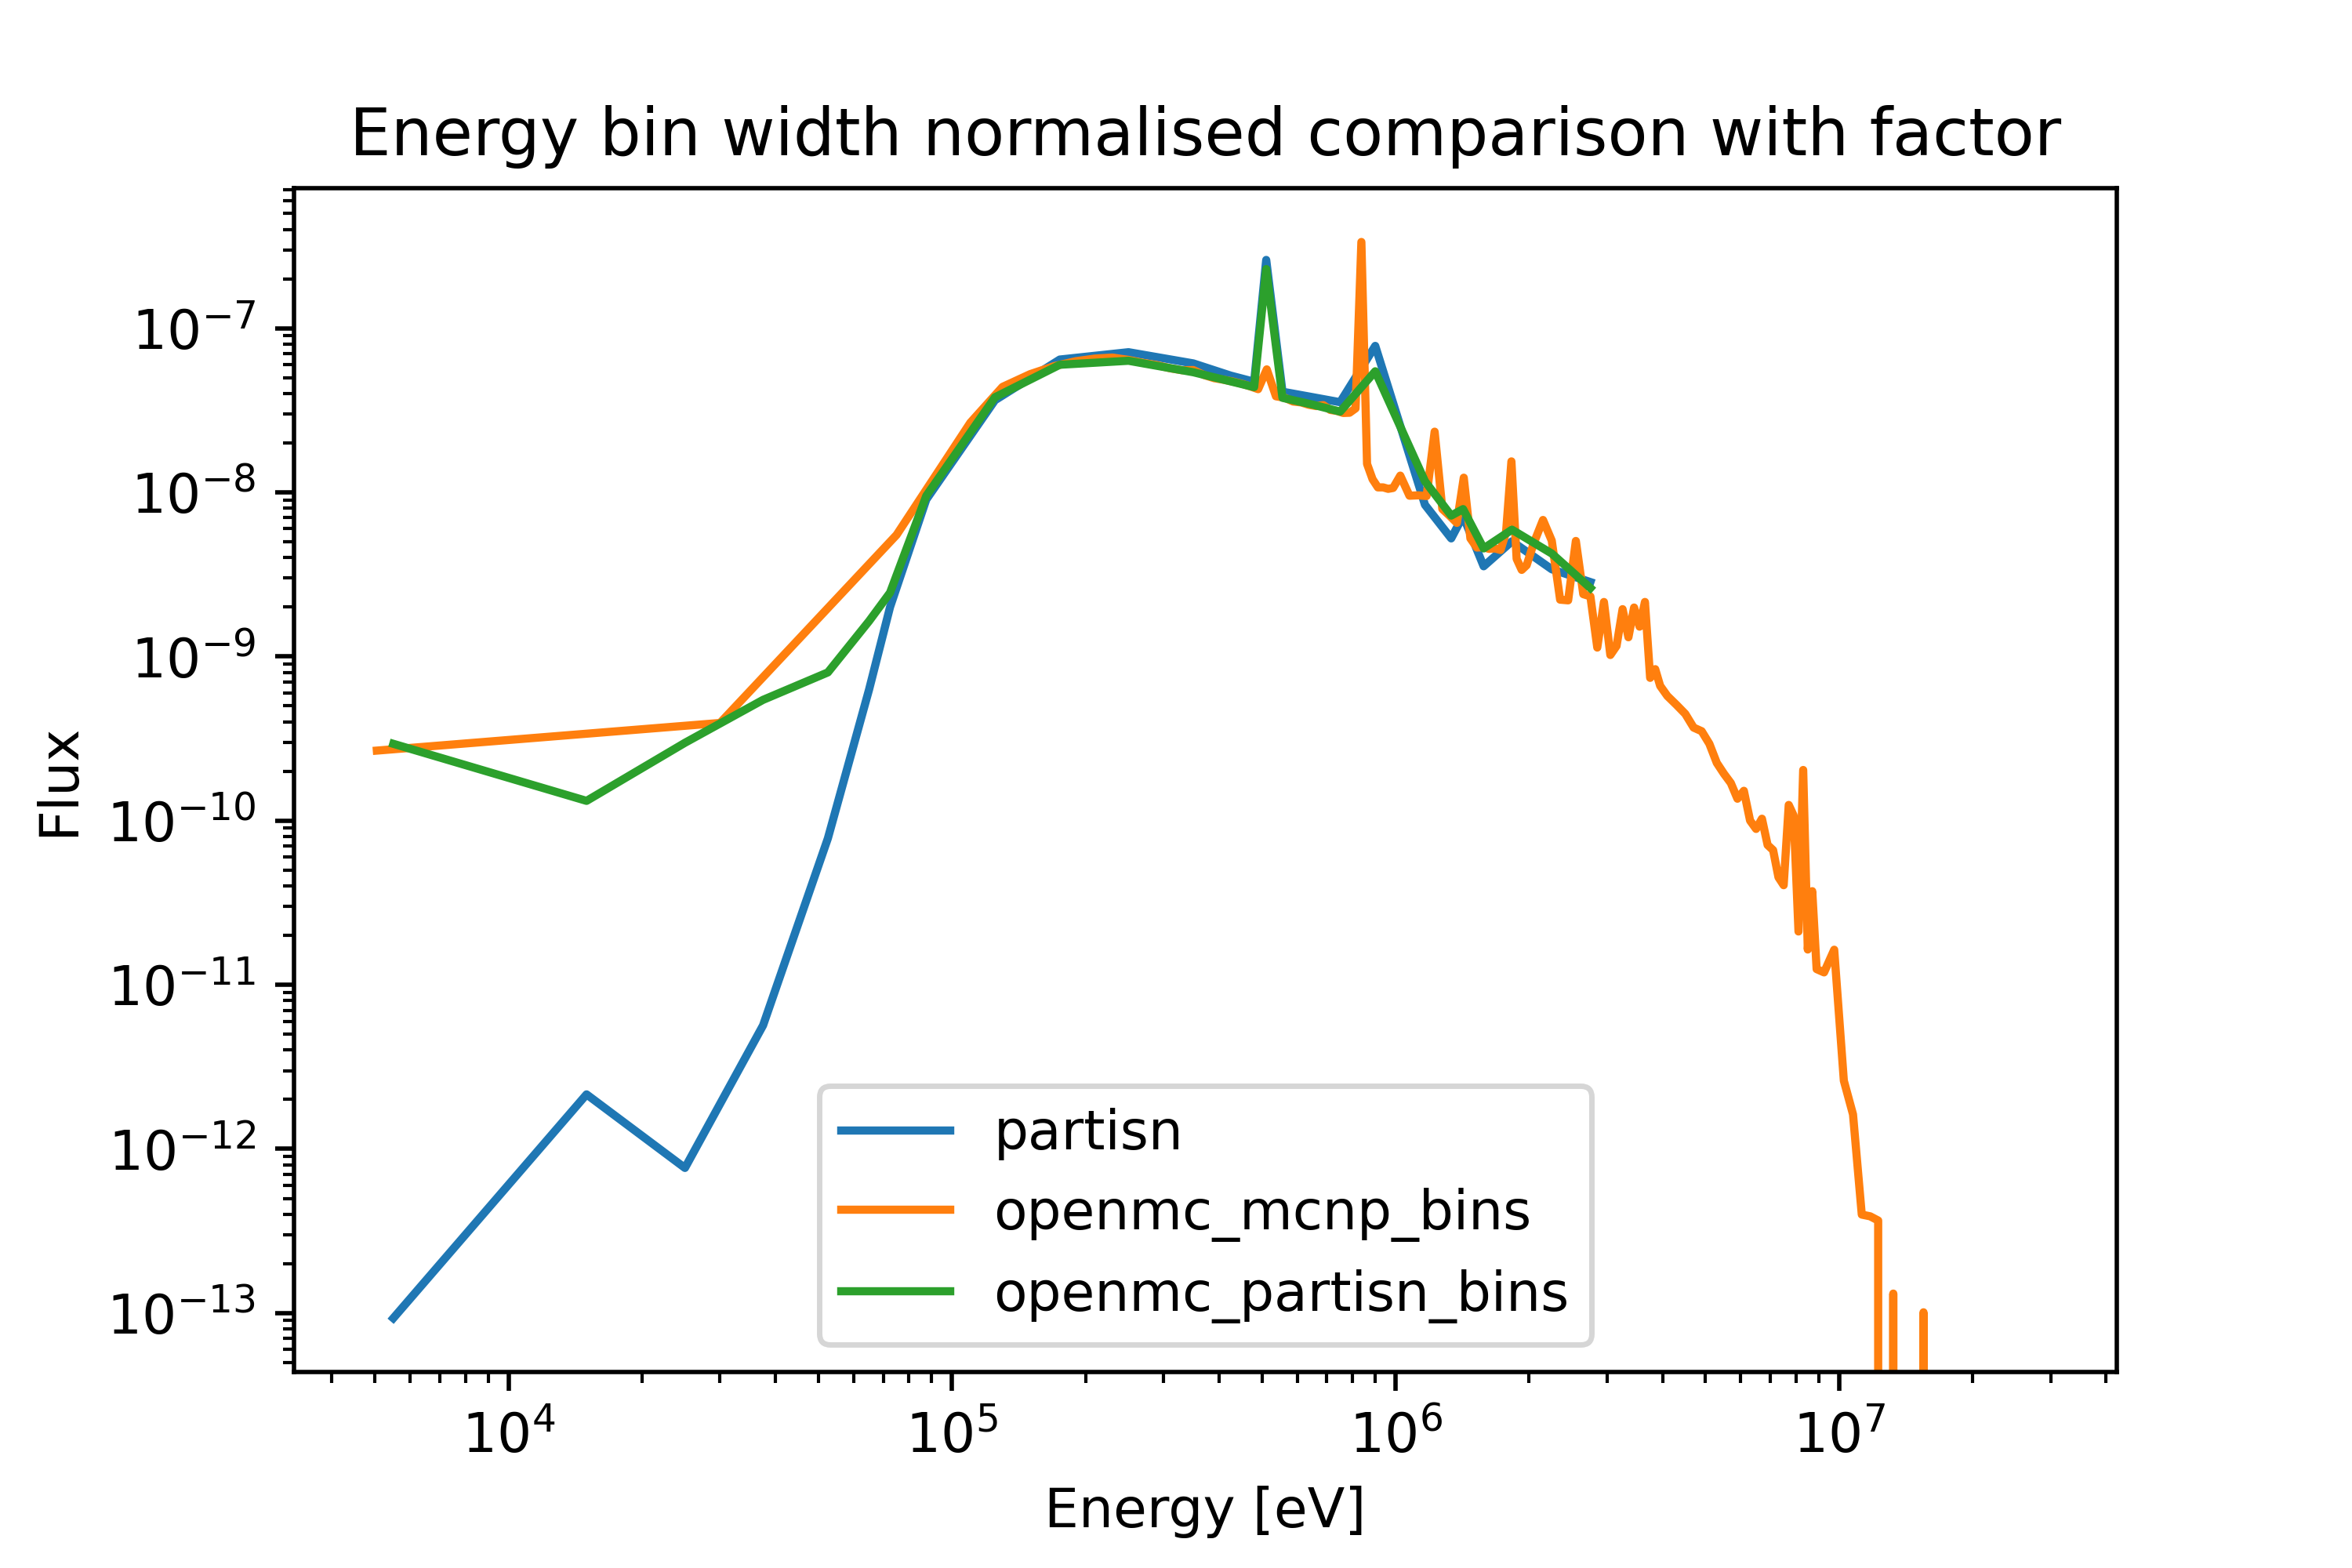 Energy bin width normalised comparison with factor
Flux
10⁻⁷
10⁻⁸
10⁻⁹
10⁻¹⁰
10⁻¹¹
10⁻¹²
10⁻¹³
partisn
openmc_mcnp_bins
openmc_partisn_bins
10⁴ 10⁵ 10⁶ 10⁷
Energy [eV]